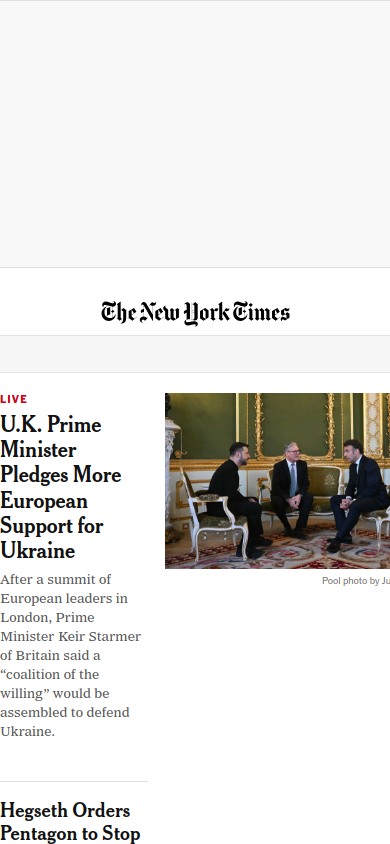 The New York Times
LIVE
U.K. Prime
Minister
Pledges More
European
Support for
Ukraine
After a summit of
European leaders in
London, Prime
Minister Keir Starmer
of Britain said a
“coalition of the
willing” would be
assembled to defend
Ukraine.
Pool photo by Ju
Hegseth Orders
Pentagon to Stop